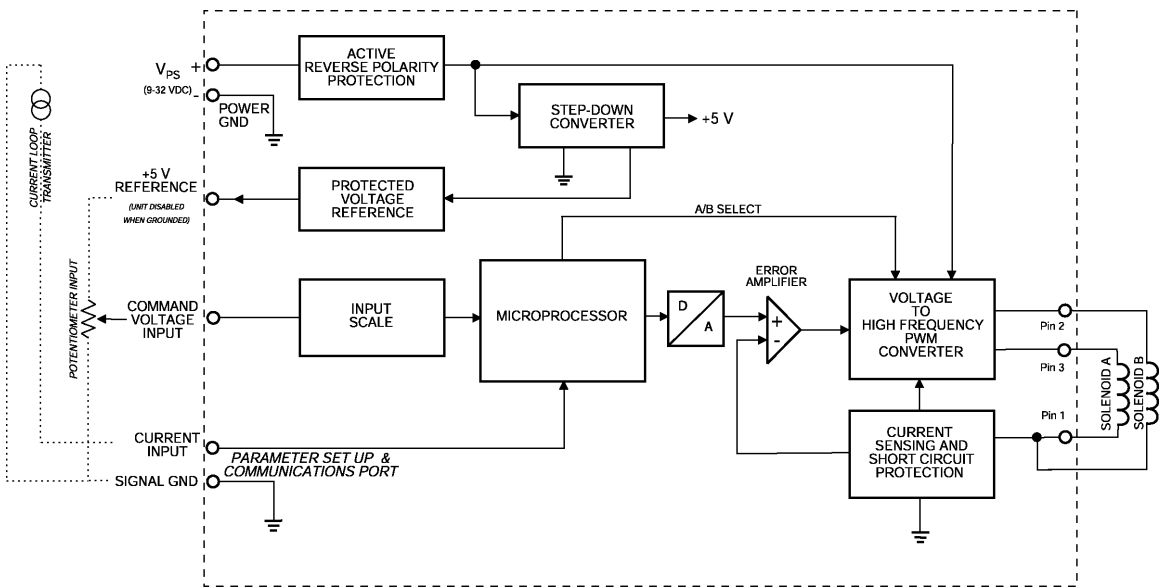 VPS +
(9-32 VDC) -
POWER
GND
ACTIVE
REVERSE POLARITY
PROTECTION
STEP-DOWN
CONVERTER
+5 V
CURRENT LOOP
TRANSMITTER
+5 V
REFERENCE
(UNIT DISABLED
WHEN GROUNDED)
PROTECTED
VOLTAGE
REFERENCE
A/B SELECT
POTENTIOMETER INPUT
COMMAND
VOLTAGE
INPUT
INPUT
SCALE
MICROPROCESSOR
D
A
ERROR
AMPLIFIER
+
-
VOLTAGE
TO
HIGH FREQUENCY
PWM
CONVERTER
Pin 2
Pin 3
Pin 1
SOLENOID A
SOLENOID B
CURRENT
SENSING AND
SHORT CIRCUIT
PROTECTION
CURRENT
INPUT
PARAMETER SET UP &
COMMUNICATIONS PORT
SIGNAL GND